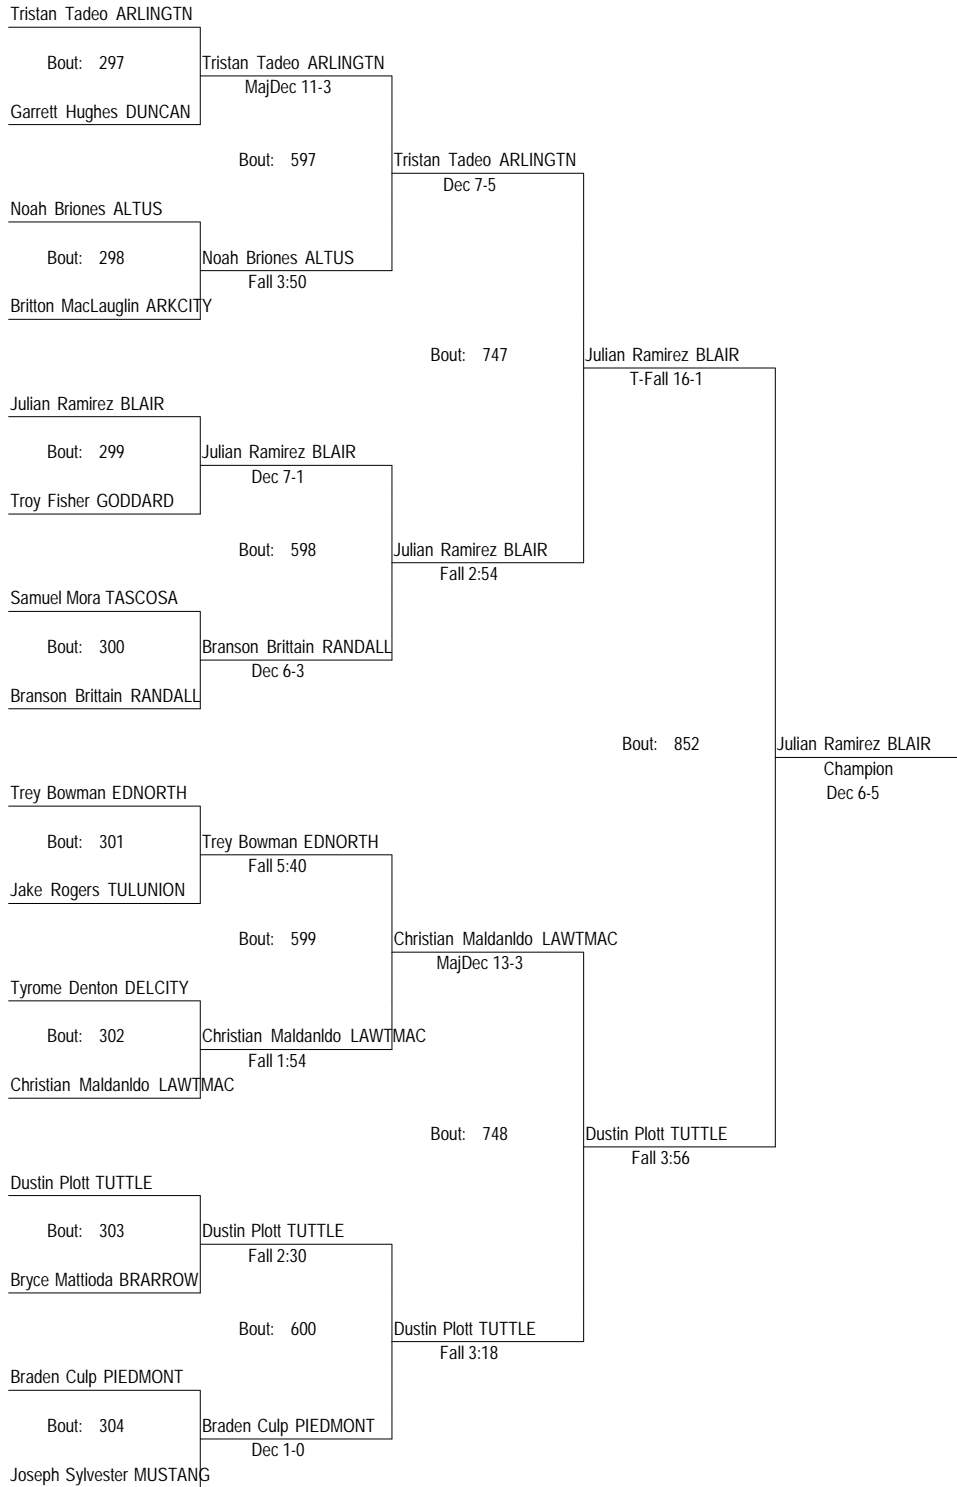 Tristan Tadeo ARLINGTN
Bout: 297
Tristan Tadeo ARLINGTN
MajDec 11-3
Garrett Hughes DUNCAN
Bout: 597
Tristan Tadeo ARLINGTN
Dec 7-5
Noah Briones ALTUS
Bout: 298
Noah Briones ALTUS
Fall 3:50
Britton MacLauglin ARKCITY
Bout: 747
Julian Ramirez BLAIR
T-Fall 16-1
Julian Ramirez BLAIR
Bout: 299
Julian Ramirez BLAIR
Dec 7-1
Troy Fisher GODDARD
Bout: 598
Julian Ramirez BLAIR
Fall 2:54
Samuel Mora TASCOSA
Bout: 300
Branson Brittain RANDALL
Dec 6-3
Branson Brittain RANDALL
Bout: 852
Julian Ramirez BLAIR
Champion
Dec 6-5
Trey Bowman EDNORTH
Bout: 301
Trey Bowman EDNORTH
Fall 5:40
Jake Rogers TULUNION
Bout: 599
Christian Maldanldo LAWTMAC
MajDec 13-3
Tyrome Denton DELCITY
Bout: 302
Christian Maldanldo LAWTMAC
Fall 1:54
Christian Maldanldo LAWTMAC
Bout: 748
Dustin Plott TUTTLE
Fall 3:56
Dustin Plott TUTTLE
Bout: 303
Dustin Plott TUTTLE
Fall 2:30
Bryce Mattioda BRARROW
Bout: 600
Dustin Plott TUTTLE
Fall 3:18
Braden Culp PIEDMONT
Bout: 304
Braden Culp PIEDMONT
Dec 1-0
Joseph Sylvester MUSTANG